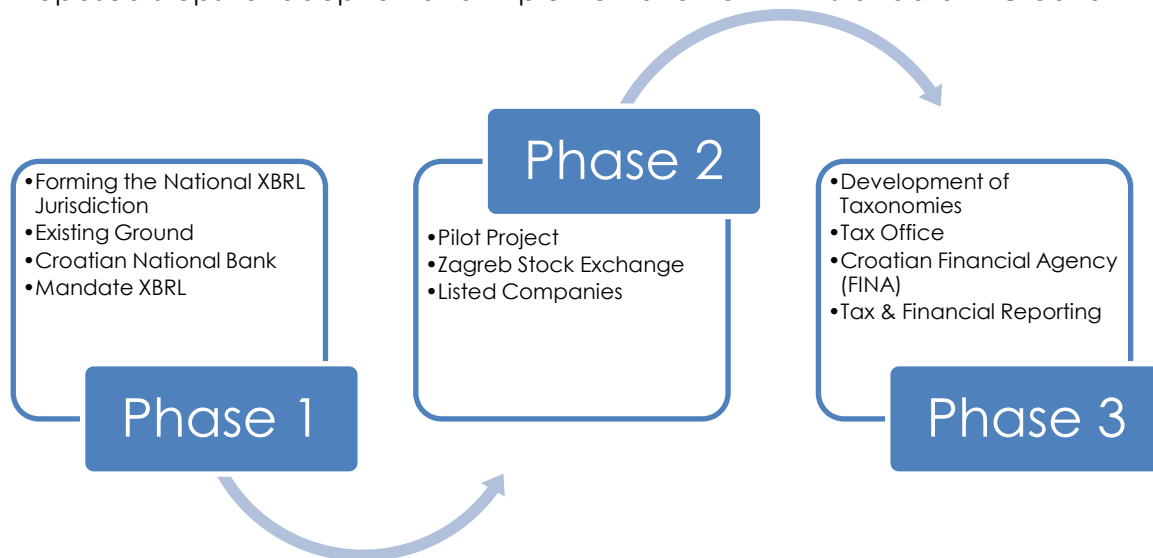 •Forming the National XBRL
Jurisdiction
•Existing Ground
•Croatian National Bank
•Mandate XBRL
Phase 1
Phase 2
•Pilot Project
•Zagreb Stock Exchange
•Listed Companies
•Development of
Taxonomies
•Tax Office
•Croatian Financial Agency
(FINA)
•Tax & Financial Reporting
Phase 3